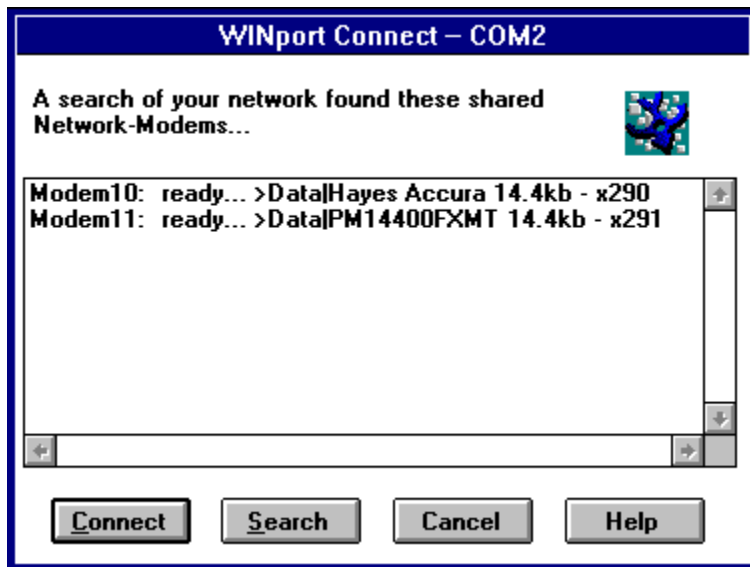 WINport Connect – COM2
A search of your network found these shared
Network-Modems...
Modem10:  ready... >Data|Hayes Accura 14.4kb - x290
Modem11:  ready... >Data|PM14400FXMT 14.4kb - x291
Connect Search Cancel Help